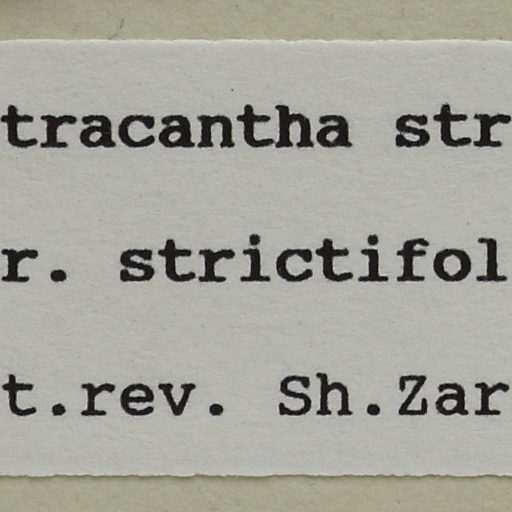 tracantha str
r. strictifol
t.rev. Sh.Zar